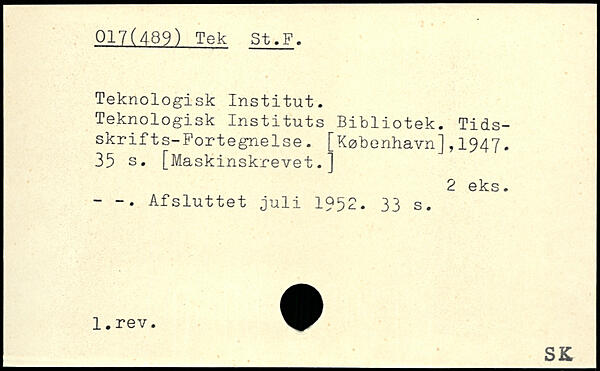 017(489) Tek St.F.
Teknologisk Institut.
Teknologisk Instituts Bibliotek. Tids-
skrifts-Fortegnelse. [København],1947.
35 s. [Maskinskrevet.]
2 eks.
- -. Afsluttet juli 1952. 33 s.
1.rev.
SK